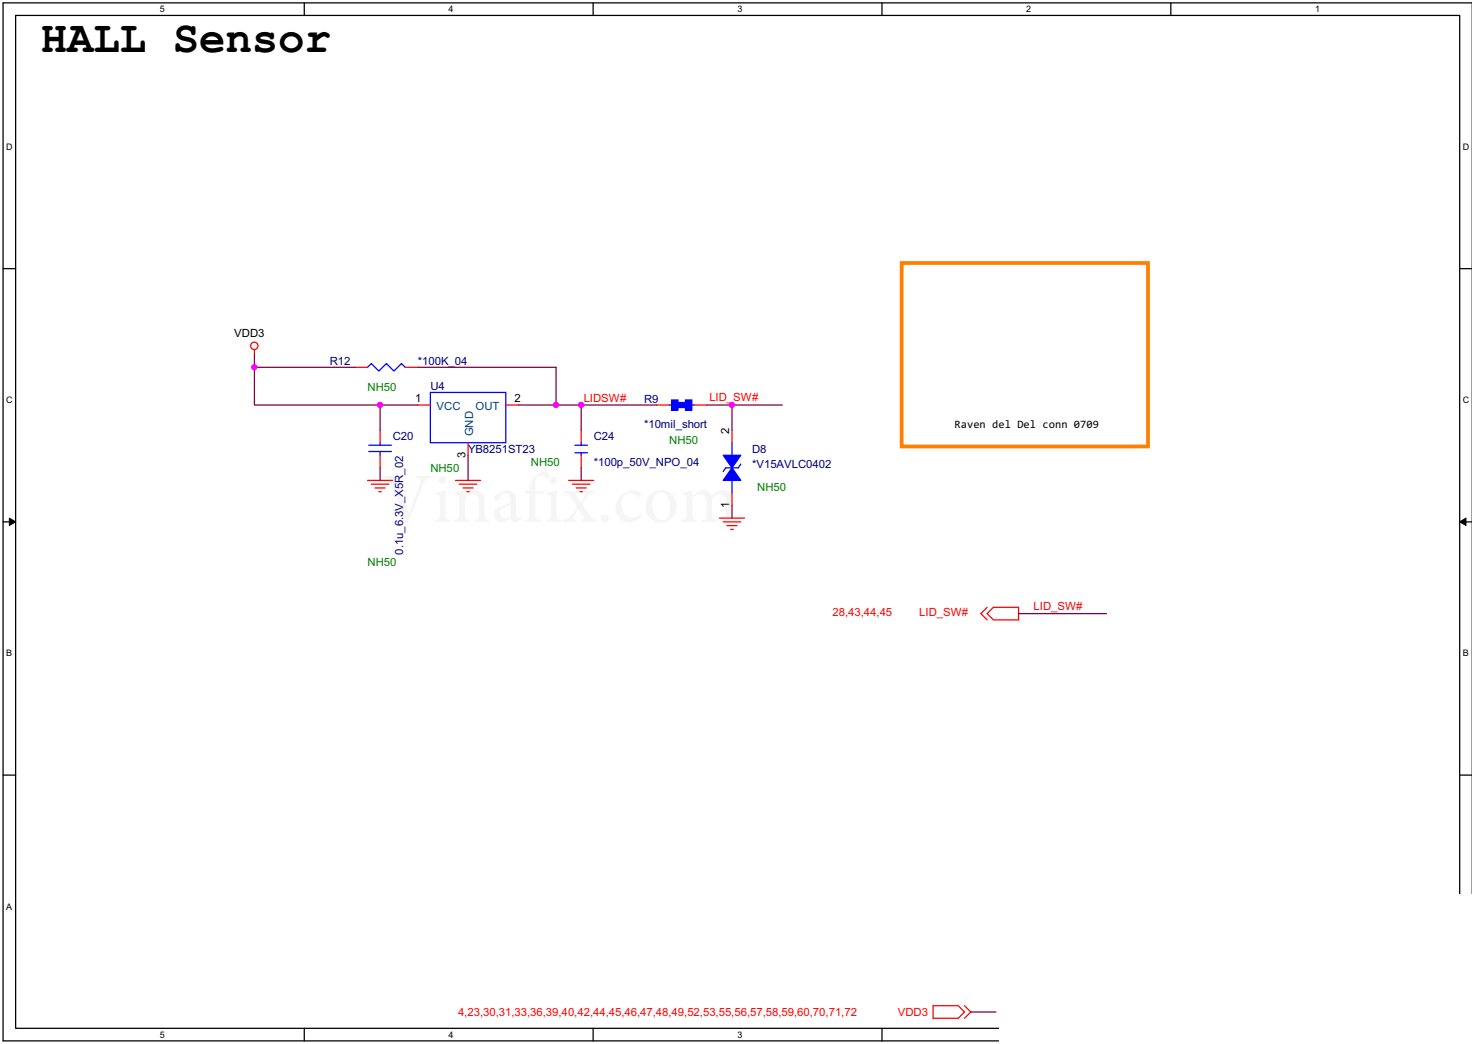 5 4 3 2 1
HALL Sensor
D D
VDD3
R12 *100K_04
NH50
U4
1 VCC OUT 2
GND
3
YB8251ST23
NH50
C20
0.1u_6.3V_X5R_02
NH50
LIDSW#
R9
LID_SW#
*10mil_short
NH50
C24
*100p_50V_NPO_04
NH50
2
D8
*V15AVLC0402
NH50
1
Raven del Del conn 0709
C C
Vinafix.com
28,43,44,45 LID_SW# LID_SW#
B B
A
4,23,30,31,33,36,39,40,42,44,45,46,47,48,49,52,53,55,56,57,58,59,60,70,71,72 VDD3
5 4 3